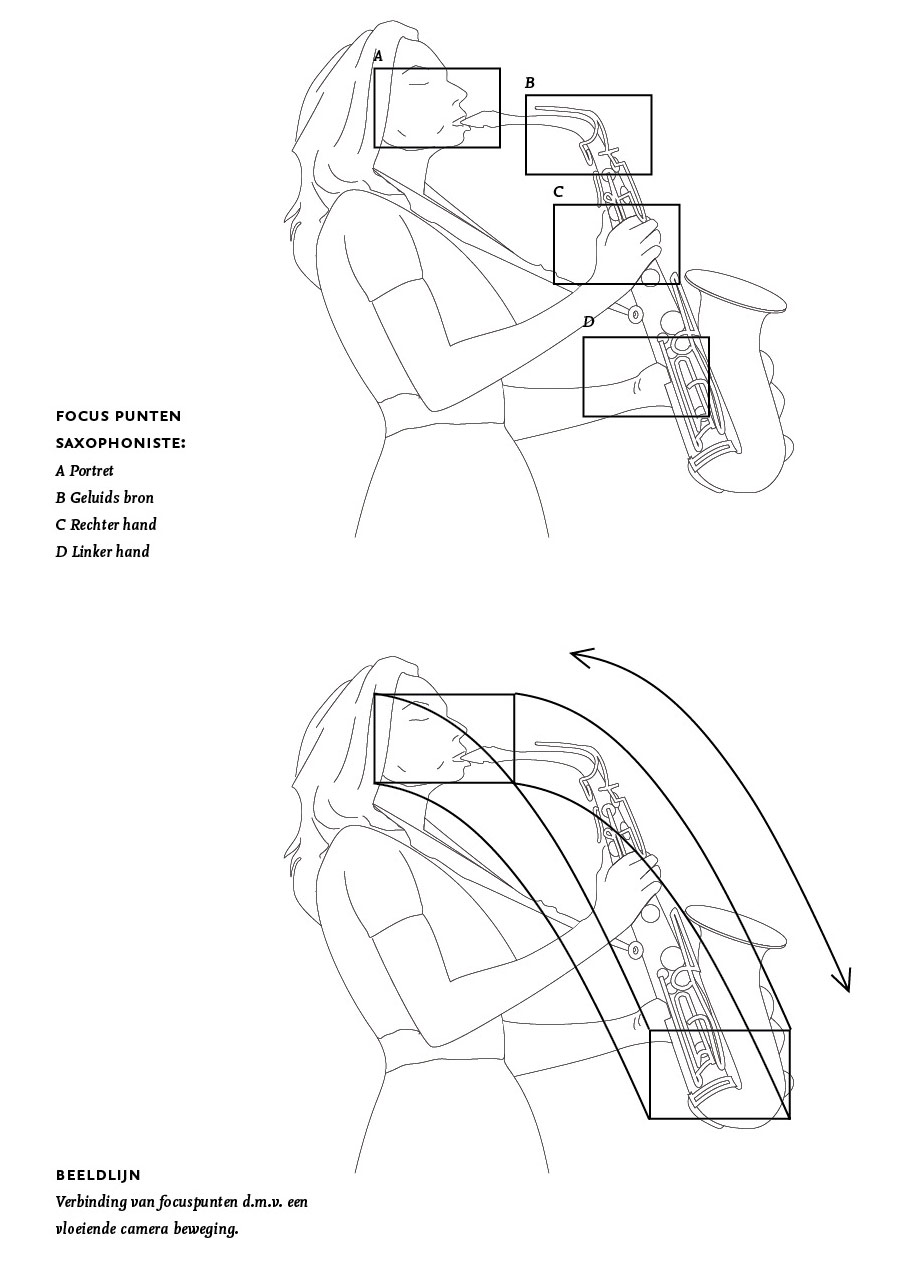 A
B
C
D
FOCUS PUNTEN
SAXOPHONISTE:
A Portret
B Geluids bron
C Rechter hand
D Linker hand
BEELDLIJN
Verbinding van focuspunten d.m.v. een
vloeiende camera beweging.